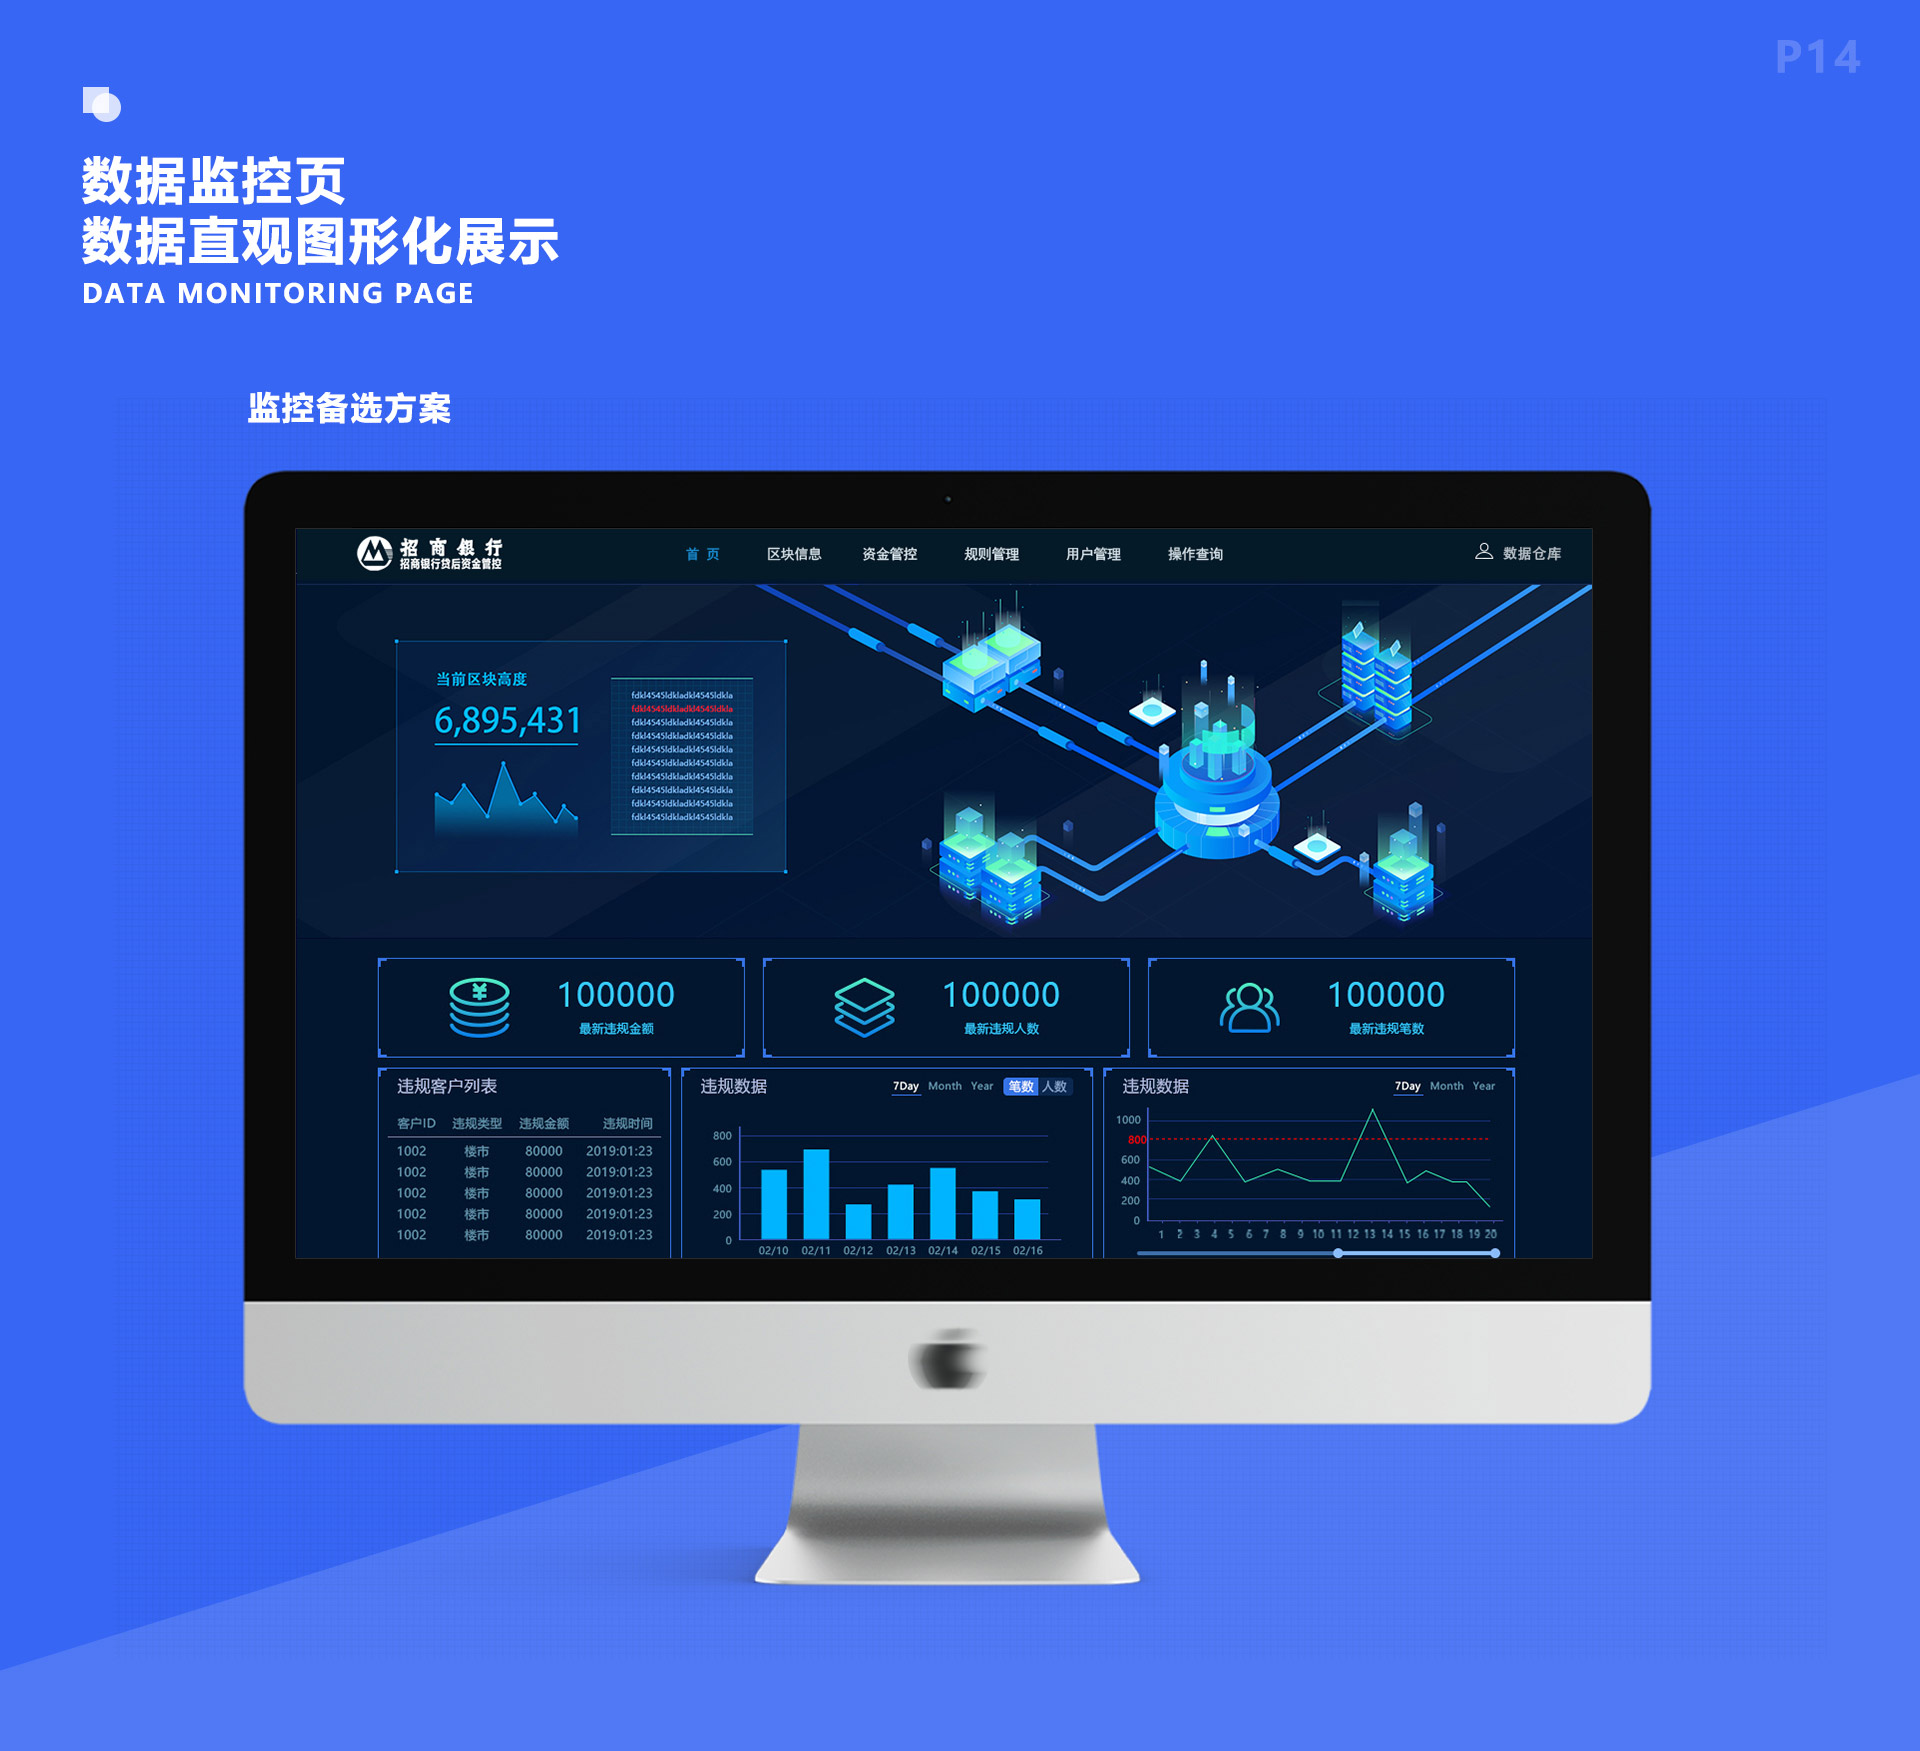 P14
数据监控页
数据直观图形化展示
DATA MONITORING PAGE
监控备选方案
招商银行
招商银行贷后资金管控
首页 区块信息 资金管控 规则管理 用户管理 操作查询 数据仓库
当前区块高度
6,895,431
fdkl4545ldkladkl4545ldkla
fdkl4545ldkladkl4545ldkla
fdkl4545ldkladkl4545ldkla
fdkl4545ldkladkl4545ldkla
fdkl4545ldkladkl4545ldkla
fdkl4545ldkladkl4545ldkla
fdkl4545ldkladkl4545ldkla
fdkl4545ldkladkl4545ldkla
fdkl4545ldkladkl4545ldkla
fdkl4545ldkladkl4545ldkla
¥
100000
最新违规金额
100000
最新违规人数
100000
最新违规笔数
违规客户列表
客户ID 违规类型 违规金额 违规时间
1002 楼市 80000 2019:01:23
1002 楼市 80000 2019:01:23
1002 楼市 80000 2019:01:23
1002 楼市 80000 2019:01:23
1002 楼市 80000 2019:01:23
违规数据 7Day Month Year 笔数 人数
800
600
400
200
0
02/10 02/11 02/12 02/13 02/14 02/15 02/16
违规数据 7Day Month Year
1000
800
600
400
200
0
1 2 3 4 5 6 7 8 9 10 11 12 13 14 15 16 17 18 19 20